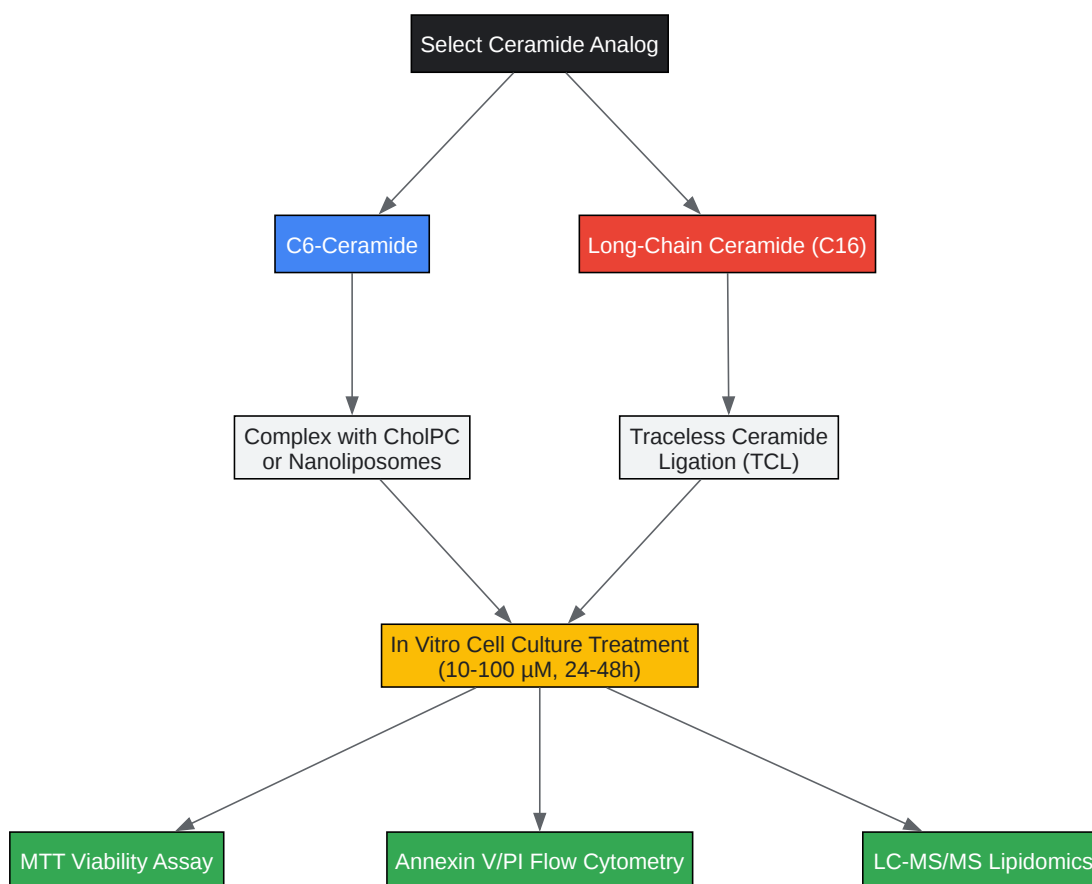 Select Ceramide Analog
C6-Ceramide
Long-Chain Ceramide (C16)
Complex with CholPC
or Nanoliposomes
Traceless Ceramide
Ligation (TCL)
In Vitro Cell Culture Treatment
(10-100 µM, 24-48h)
MTT Viability Assay
Annexin V/PI Flow Cytometry
LC-MS/MS Lipidomics